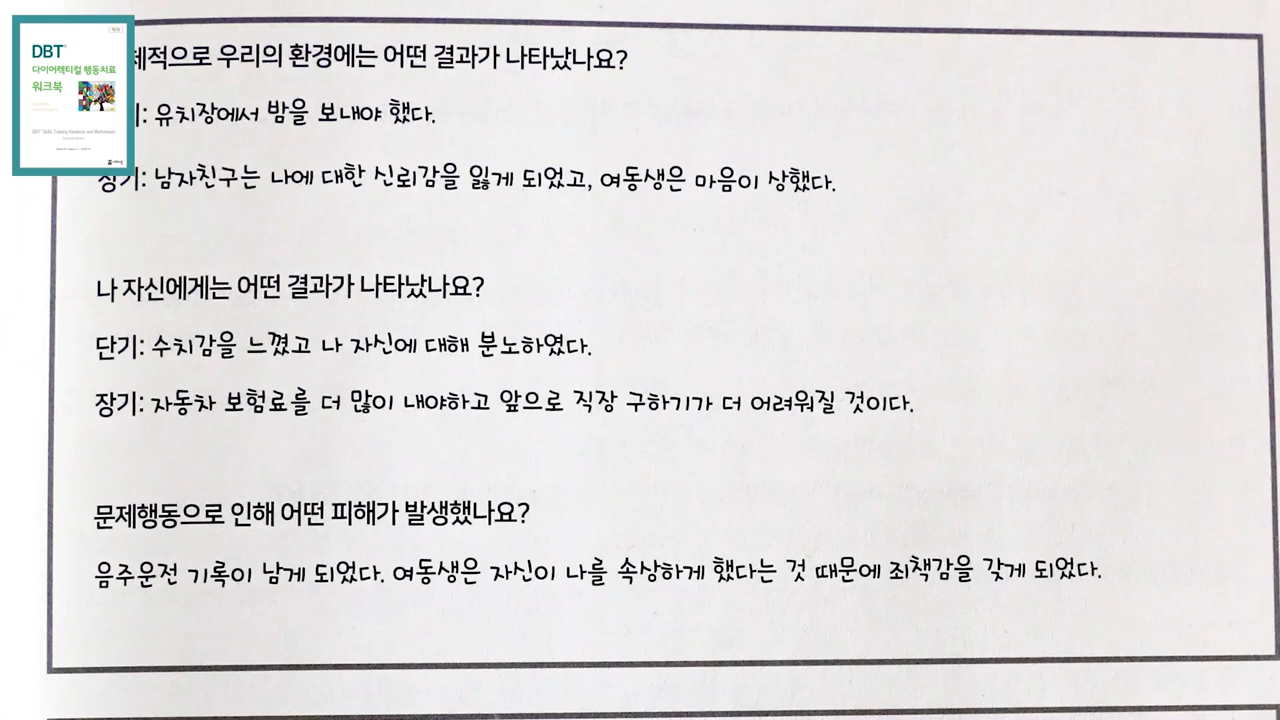 DBT
다이어렉티컬 행동치료
워크북
DBT Skills Training Handouts and Worksheets
체적으로 우리의 환경에는 어떤 결과가 나타났나요?
기: 유치장에서 밤을 보내야 했다.
장기: 남자친구는 나에 대한 신뢰감을 잃게 되었고, 여동생은 마음이 상했다.
나 자신에게는 어떤 결과가 나타났나요?
단기: 수치감을 느꼈고 나 자신에 대해 분노하였다.
장기: 자동차 보험료를 더 많이 내야하고 앞으로 직장 구하기가 더 어려워질 것이다.
문제행동으로 인해 어떤 피해가 발생했나요?
음주운전 기록이 남게 되었다. 여동생은 자신이 나를 속상하게 했다는 것 때문에 죄책감을 갖게 되었다.